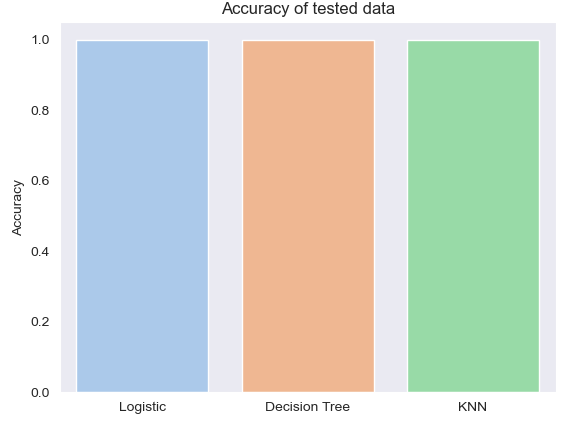 Accuracy of tested data
1.0
0.8
0.6
0.4
0.2
0.0
Accuracy
Logistic
Decision Tree
KNN